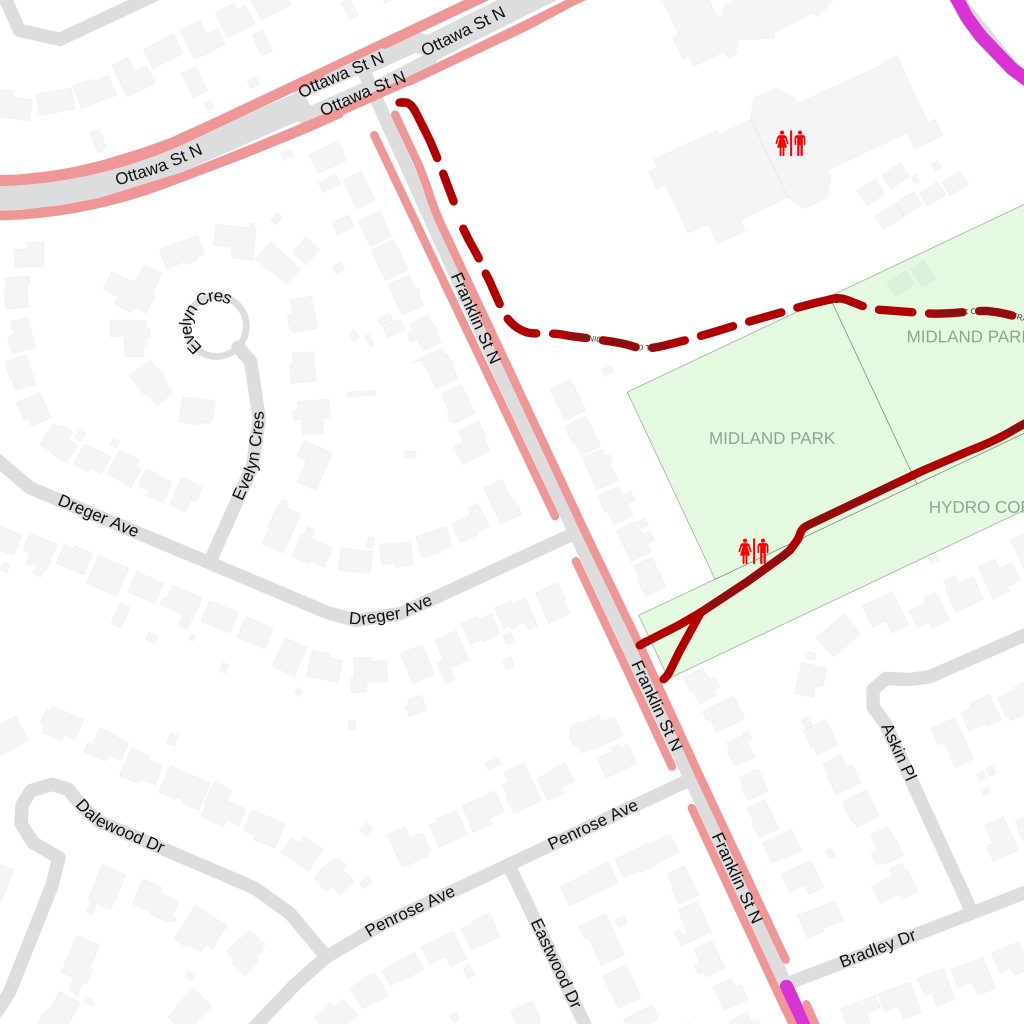 Ottawa St N
Ottawa St N
Ottawa St N
Ottawa St N
Franklin St N
Evelyn Cres
MIDLAND PARK
MIDLAND PARK
Evelyn Cres
HYDRO COR
Dreger Ave
Dreger Ave
Franklin St N
Askin Pl
Dalewood Dr
Penrose Ave
Franklin St N
Penrose Ave
Eastwood Dr
Bradley Dr